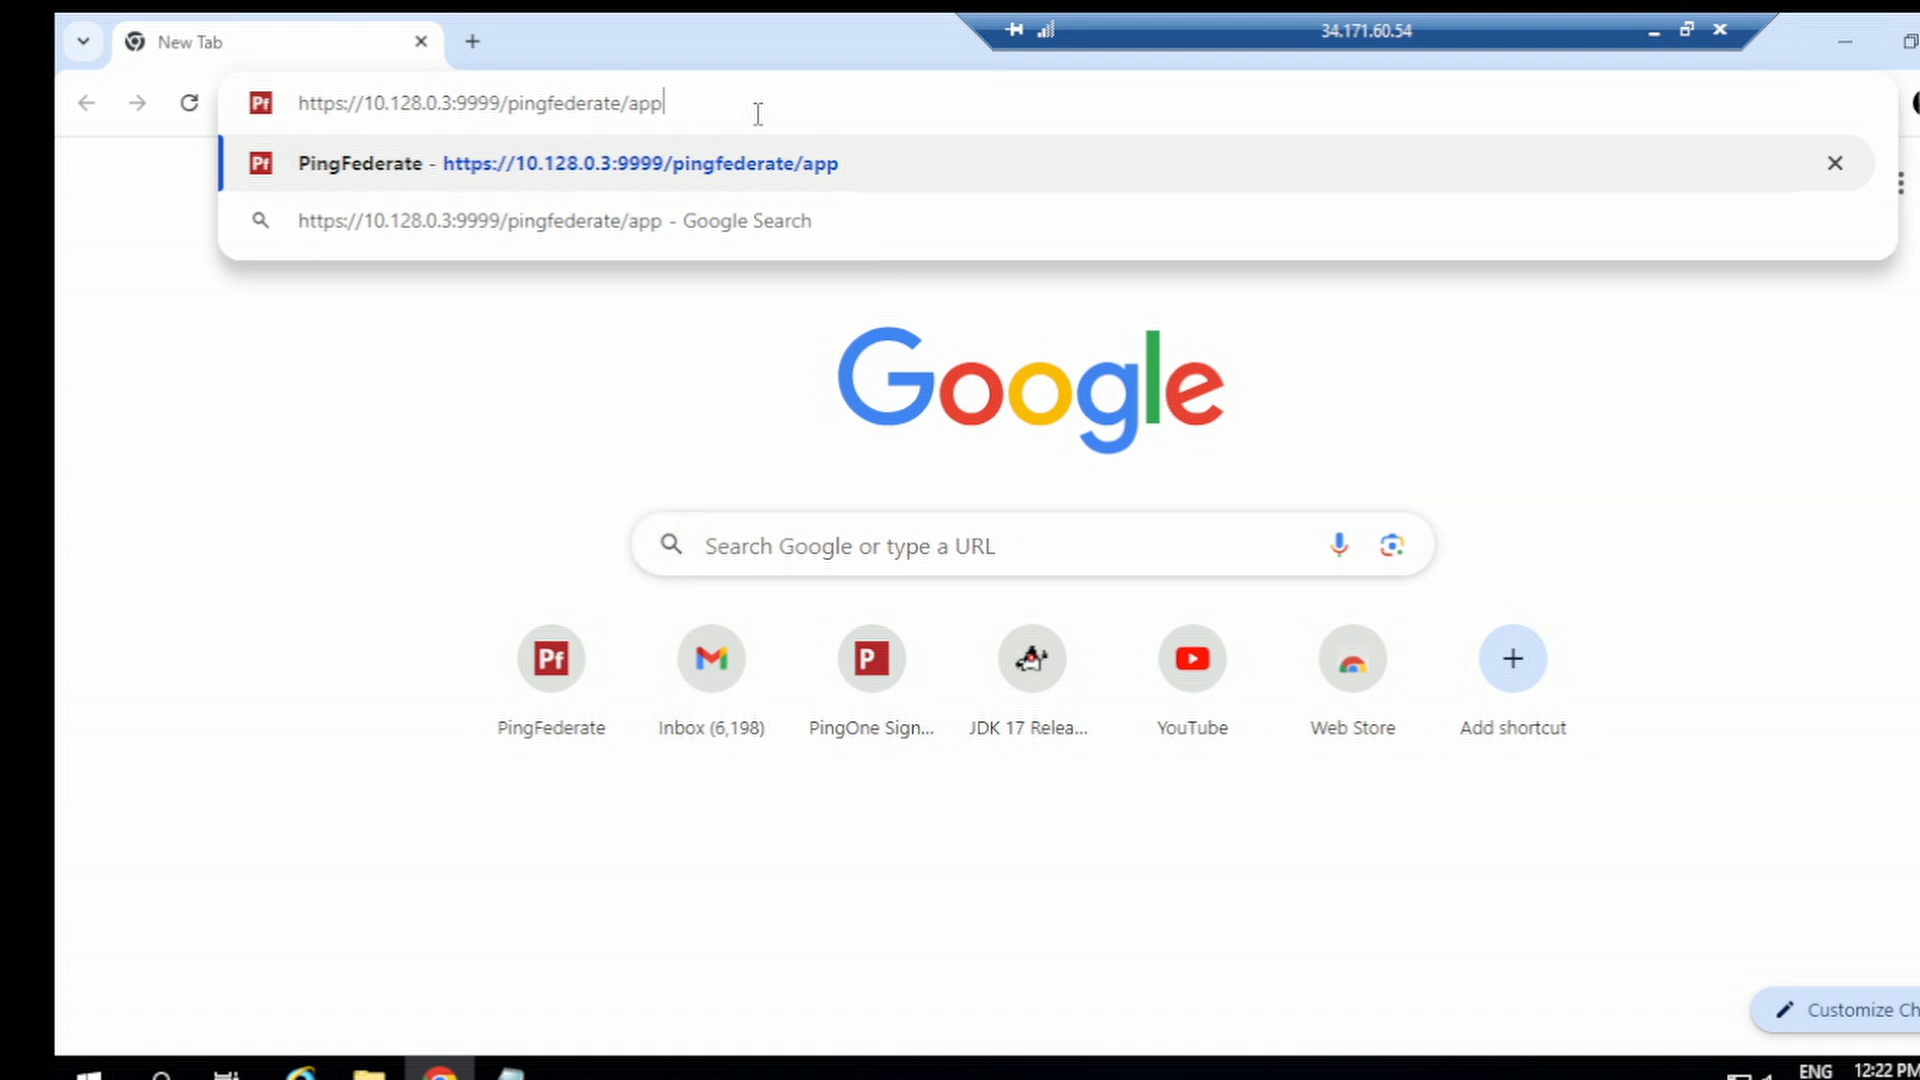 New Tab
34.171.60.54
Pf https://10.128.0.3:9999/pingfederate/app
Pf PingFederate - https://10.128.0.3:9999/pingfederate/app
https://10.128.0.3:9999/pingfederate/app - Google Search
Google
Search Google or type a URL
Pf
P
PingFederate
Inbox (6,198)
PingOne Sign...
JDK 17 Relea...
YouTube
Web Store
Add shortcut
Customize Ch
ENG
12:22 PM